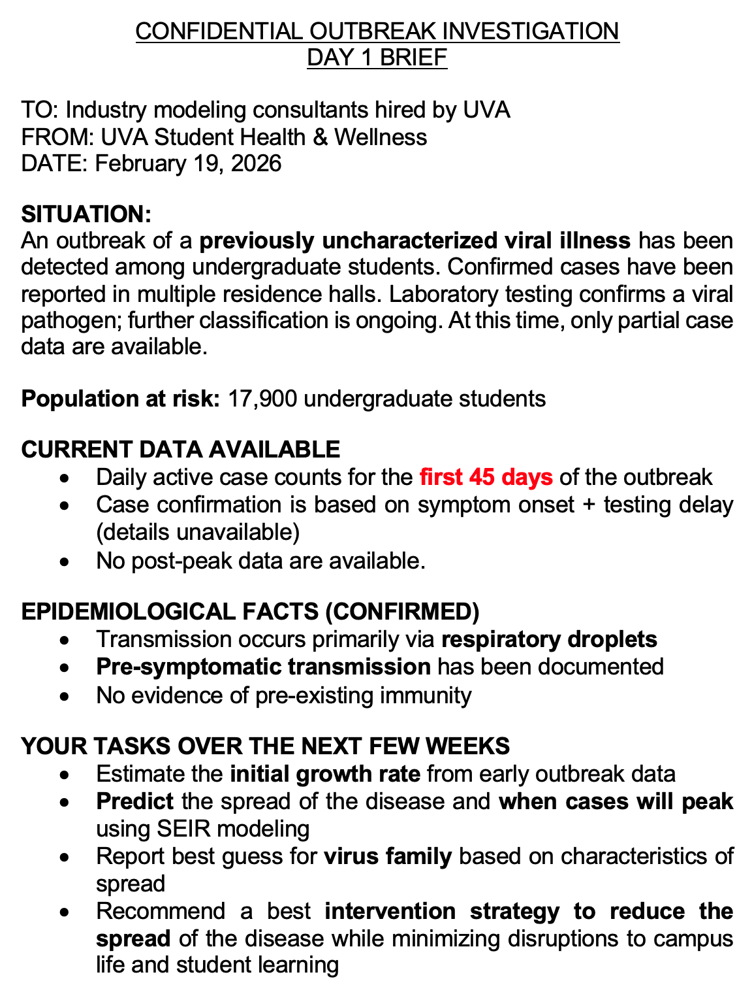 CONFIDENTIAL OUTBREAK INVESTIGATION
DAY 1 BRIEF
TO: Industry modeling consultants hired by UVA
FROM: UVA Student Health & Wellness
DATE: February 19, 2026
SITUATION:
An outbreak of a previously uncharacterized viral illness has been
detected among undergraduate students. Confirmed cases have been
reported in multiple residence halls. Laboratory testing confirms a viral
pathogen; further classification is ongoing. At this time, only partial case
data are available.
Population at risk: 17,900 undergraduate students
CURRENT DATA AVAILABLE
• Daily active case counts for the first 45 days of the outbreak
• Case confirmation is based on symptom onset + testing delay
(details unavailable)
• No post-peak data are available.
EPIDEMIOLOGICAL FACTS (CONFIRMED)
• Transmission occurs primarily via respiratory droplets
• Pre-symptomatic transmission has been documented
• No evidence of pre-existing immunity
YOUR TASKS OVER THE NEXT FEW WEEKS
• Estimate the initial growth rate from early outbreak data
• Predict the spread of the disease and when cases will peak
using SEIR modeling
• Report best guess for virus family based on characteristics of
spread
• Recommend a best intervention strategy to reduce the
spread of the disease while minimizing disruptions to campus
life and student learning